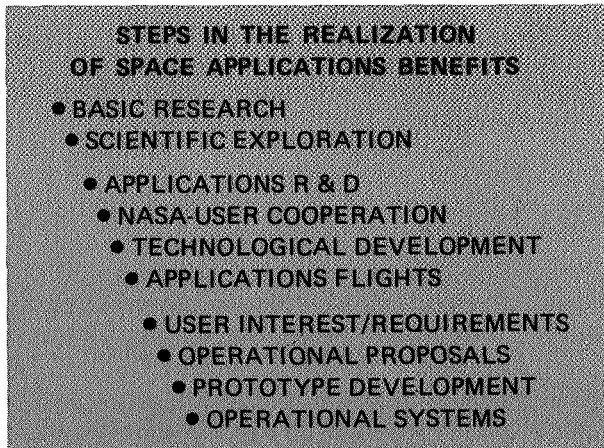 STEPS IN THE REALIZATION
OF SPACE APPLICATIONS BENEFITS
● BASIC RESEARCH
● SCIENTIFIC EXPLORATION
● APPLICATIONS R & D
● NASA-USER COOPERATION
● TECHNOLOGICAL DEVELOPMENT
● APPLICATIONS FLIGHTS
● USER INTEREST/REQUIREMENTS
● OPERATIONAL PROPOSALS
● PROTOTYPE DEVELOPMENT
● OPERATIONAL SYSTEMS